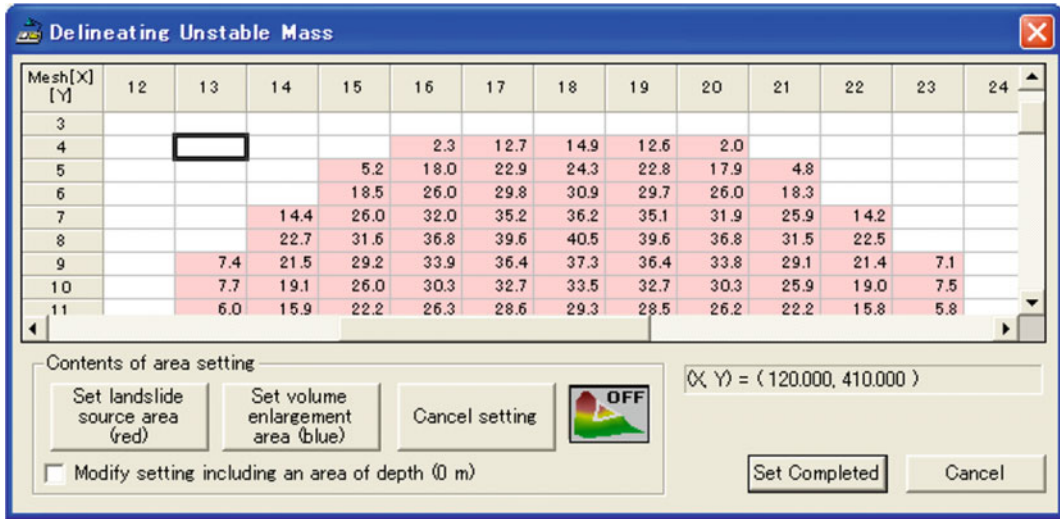 Delineating Unstable Mass
Mesh[X] 12 13 14 15 16 17 18 19 20 21 22 23 24
[Y]
3
4 2.3 12.7 14.9 12.6 2.0
5 5.2 18.0 22.9 24.3 22.8 17.9 4.8
6 18.5 26.0 29.8 30.9 29.7 26.0 18.3
7 14.4 26.0 32.0 35.2 36.2 35.1 31.9 25.9 14.2
8 22.7 31.6 36.8 39.6 40.5 39.6 36.8 31.5 22.5
9 7.4 21.5 29.2 33.9 36.4 37.3 36.4 33.8 29.1 21.4 7.1
10 7.7 19.1 26.0 30.3 32.7 33.5 32.7 30.3 25.9 19.0 7.5
11 6.0 15.9 22.2 26.3 28.6 29.3 28.5 26.2 22.2 15.8 5.8
Contents of area setting
Set landslide
source area
(red)
Set volume
enlargement
area (blue)
Cancel setting
OFF
(X, Y) = ( 120.000, 410.000 )
Modify setting including an area of depth (0 m)
Set Completed
Cancel